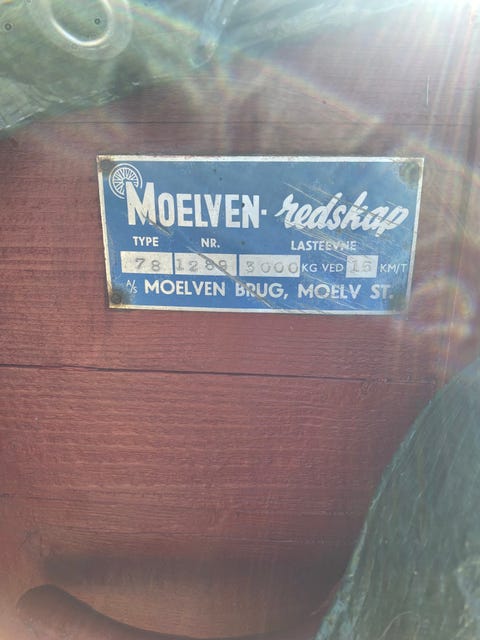 MOELVEN- redskap
TYPE NR. LASTEEVNE
78 1289 3000 KG VED 15 KM/T
A/S MOELVEN BRUG, MOELV ST.